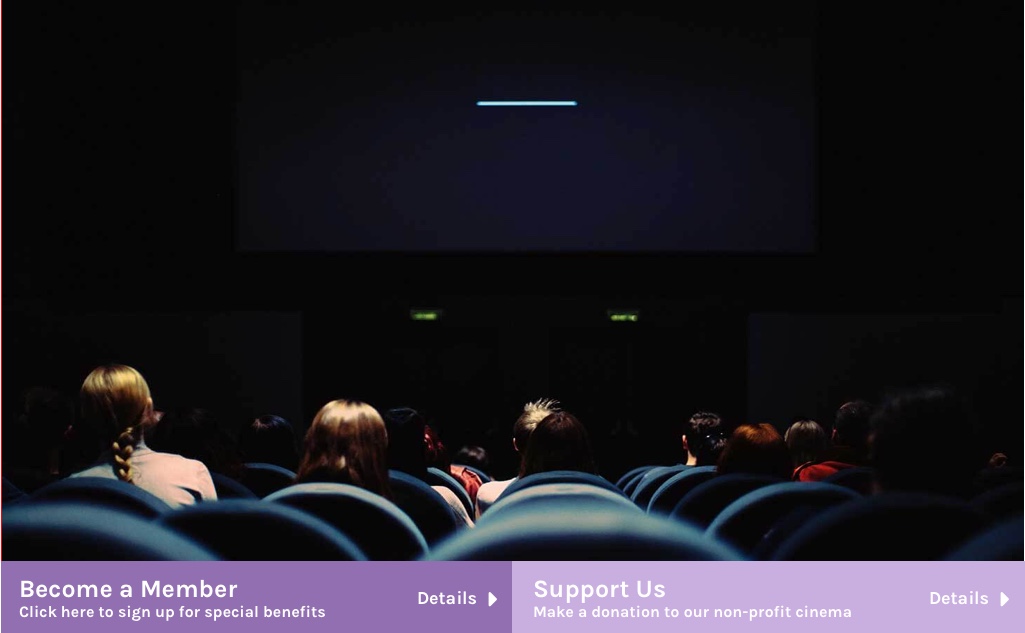 Become a Member
Click here to sign up for special benefits
Details
Support Us
Make a donation to our non-profit cinema
Details